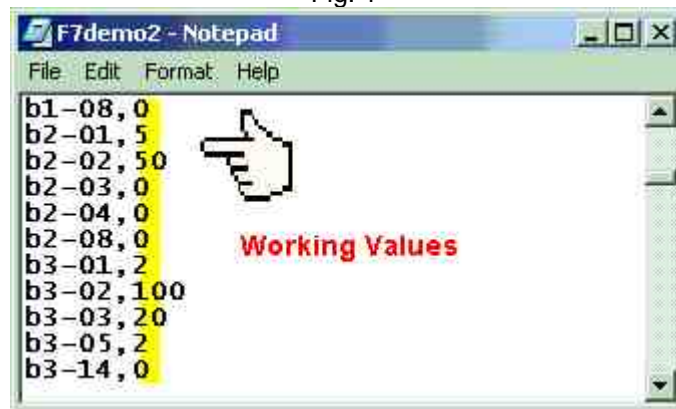 F7demo2 - Notepad
File Edit Format Help
b1-08,0
b2-01,5
b2-02,50
b2-03,0
b2-04,0
b2-08,0
Working Values
b3-01,2
b3-02,100
b3-03,20
b3-05,2
b3-14,0